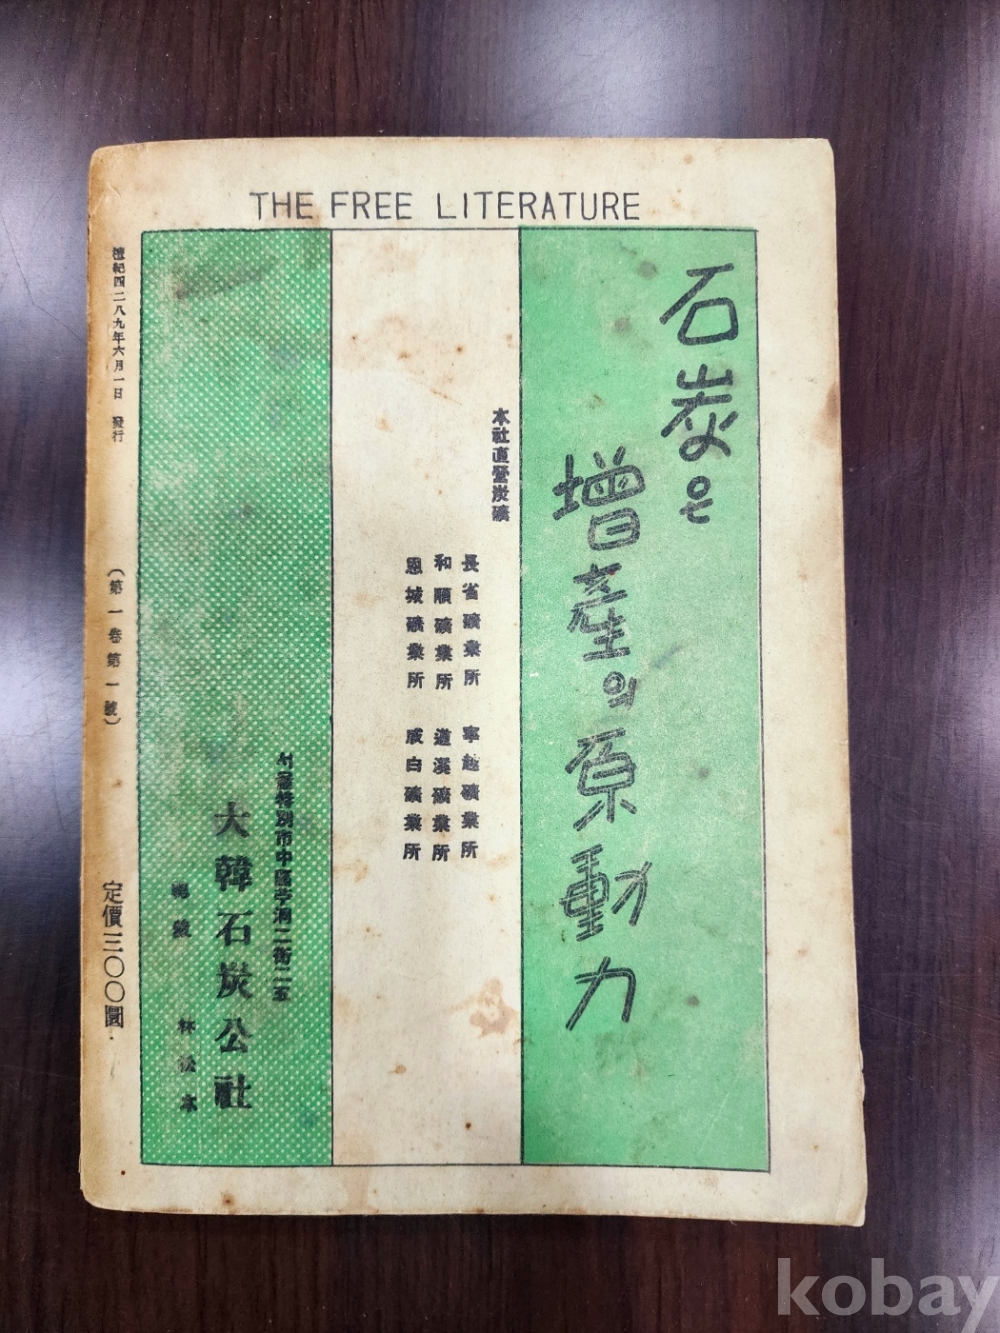 THE FREE LITERATURE
石炭은
增產의 原動力
本社直營炭礦
長省礦業所 寧越礦業所
和順礦業所 道溪礦業所
恩城礦業所 咸白礦業所
서울特別市中區亭洞二街二五
大韓石炭公社
總裁 林公本
檀紀四二八九年六月一日 發行 (第一卷第一號) 定價三〇〇圜
kobay